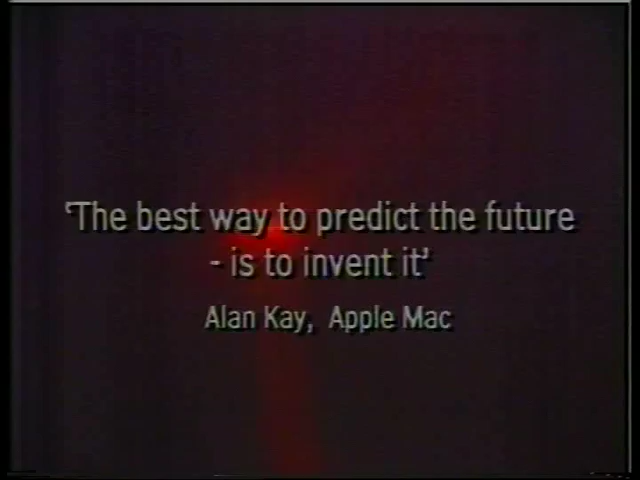 ‘The best way to predict the future
- is to invent it’
Alan Kay, Apple Mac